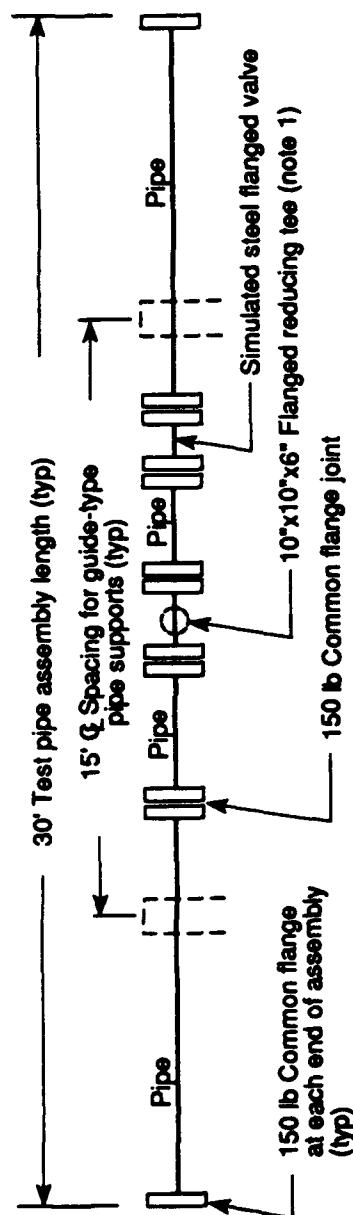 30' Test pipe assembly length (typ)
15' ℄ Spacing for guide-type
pipe supports (typ)
Pipe
Pipe
Pipe
Pipe
Simulated steel flanged valve
10"x10"x6" Flanged reducing tee (note 1)
150 lb Common flange joint
150 lb Common flange
at each end of assembly
(typ)